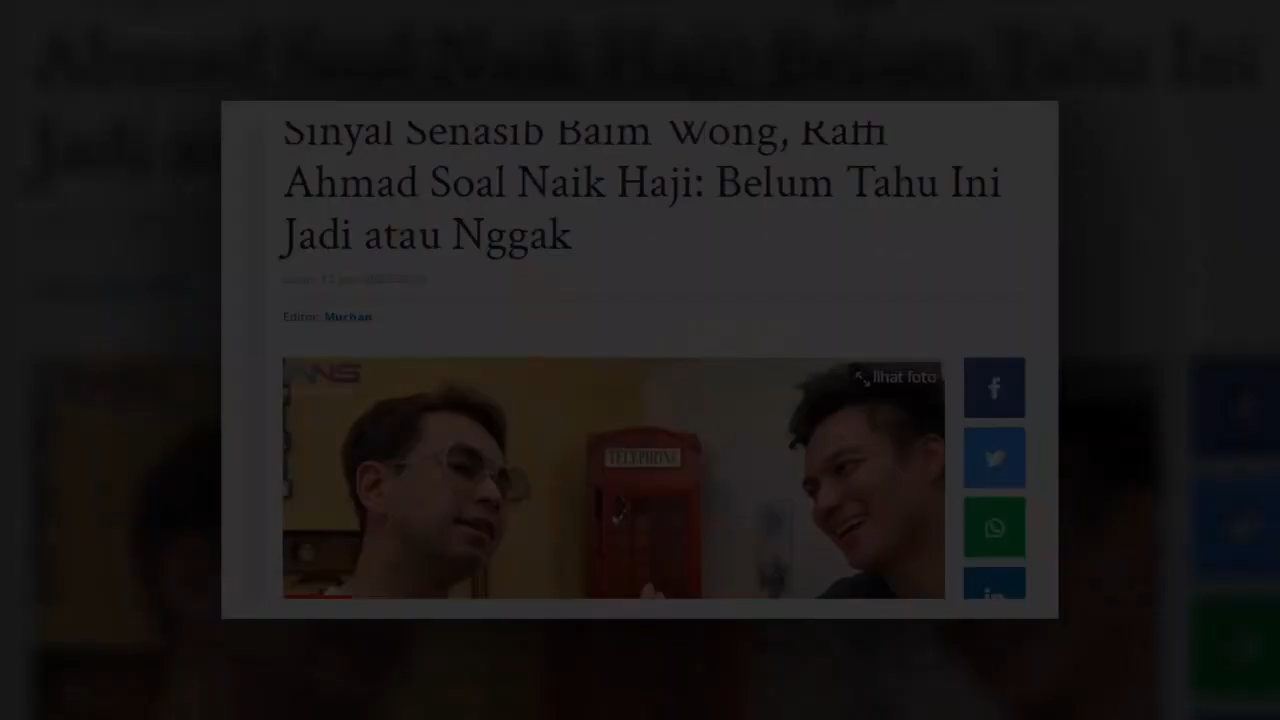 Sinyal Senasib Baim Wong, Raffi
Ahmad Soal Naik Haji: Belum Tahu Ini
Jadi atau Nggak
Editor: Muchan
lihat foto
TELEPHONE
f
in